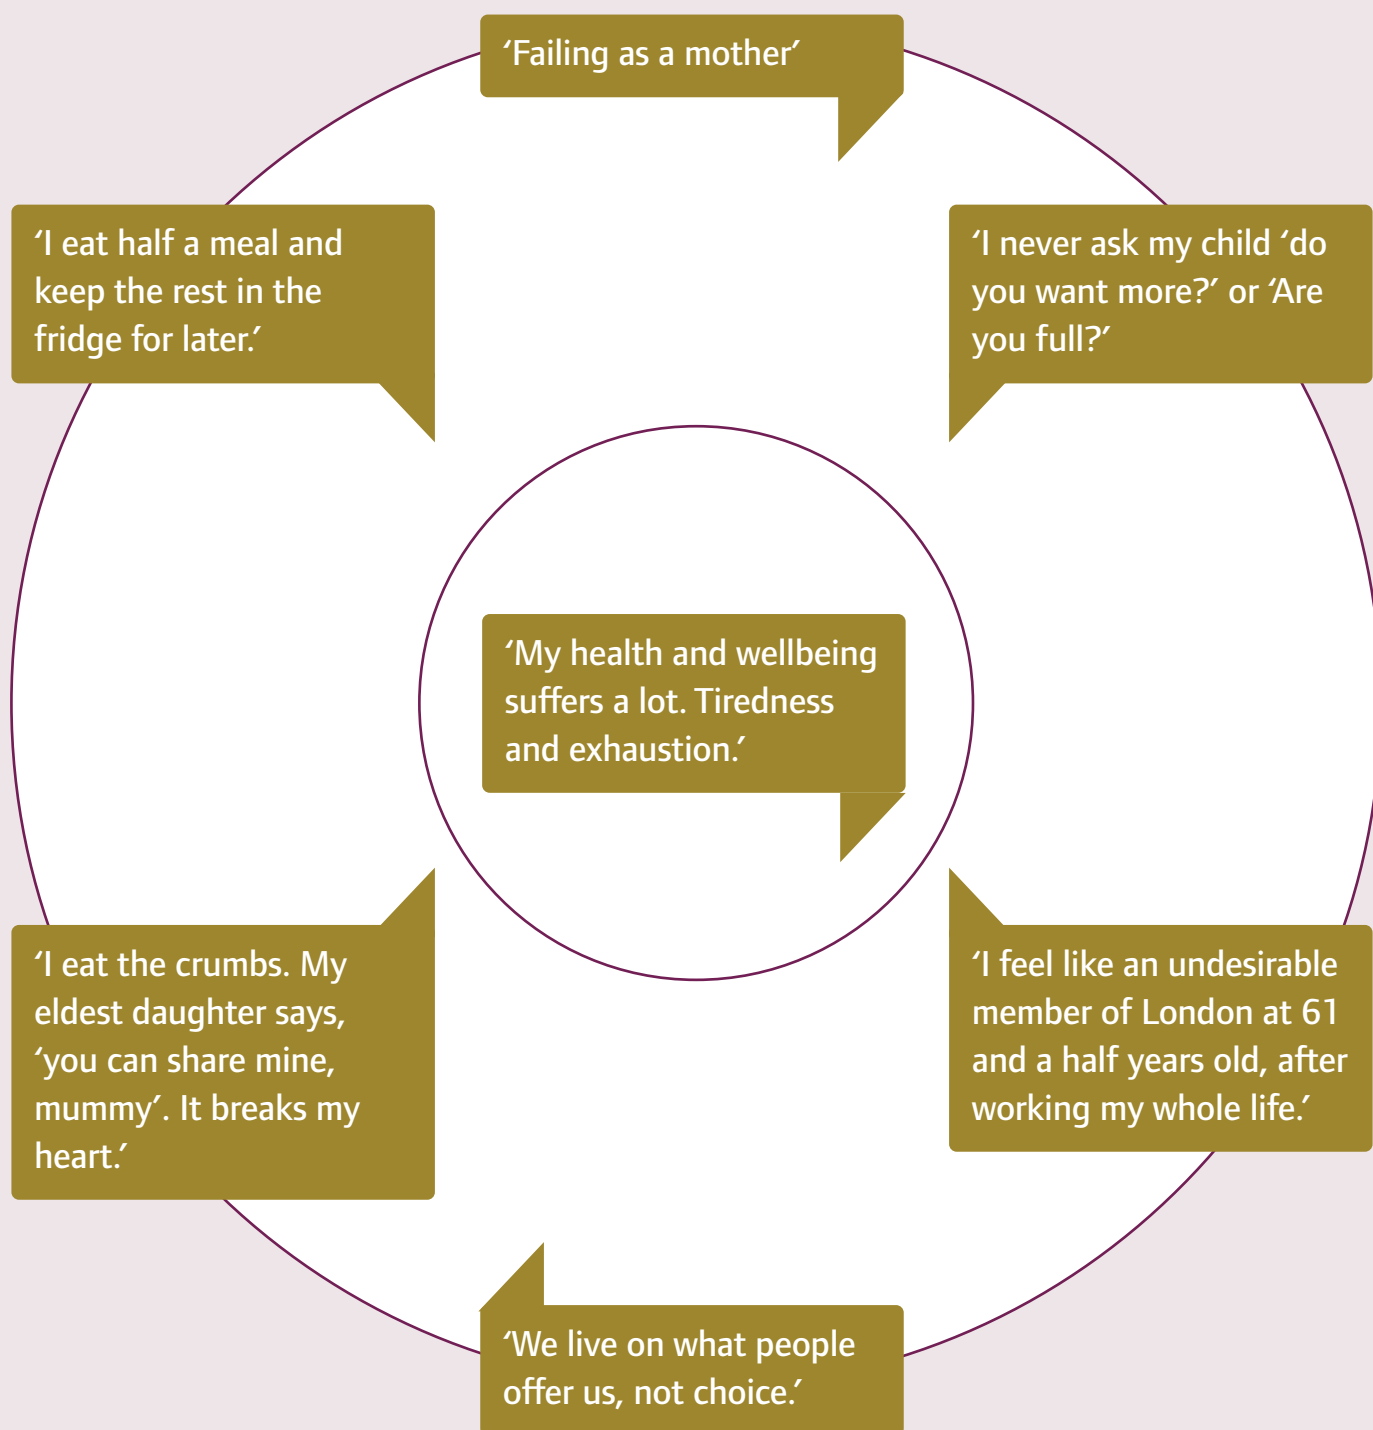 ‘Failing as a mother’
‘I eat half a meal and
keep the rest in the
fridge for later.’
‘I never ask my child ‘do
you want more?’ or ‘Are
you full?’
‘My health and wellbeing
suffers a lot. Tiredness
and exhaustion.’
‘I eat the crumbs. My
eldest daughter says,
‘you can share mine,
mummy’. It breaks my
heart.’
‘I feel like an undesirable
member of London at 61
and a half years old, after
working my whole life.’
‘We live on what people
offer us, not choice.’